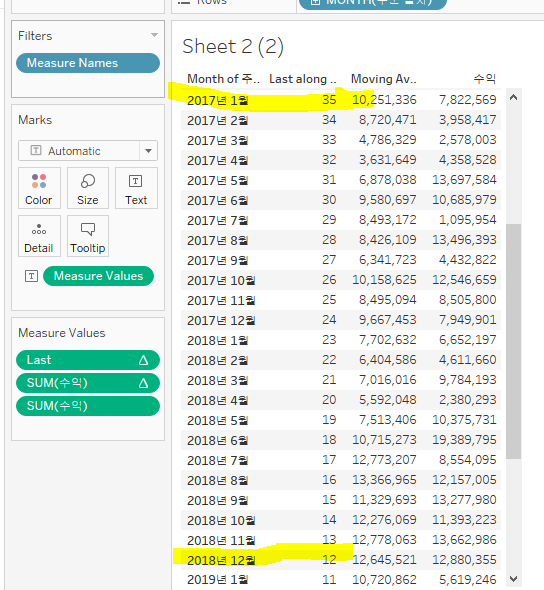 Rows
MONTH(주문 일자)
Filters
Measure Names
Marks
Automatic
Color Size Text
Detail Tooltip
Measure Values
Measure Values
Last
SUM(수익)
SUM(수익)
Sheet 2 (2)
Month of 주.. Last along .. Moving Av.. 수익
2017년 1월 35 10,251,336 7,822,569
2017년 2월 34 8,720,471 3,958,417
2017년 3월 33 4,786,329 2,578,003
2017년 4월 32 3,631,649 4,358,528
2017년 5월 31 6,878,038 13,697,584
2017년 6월 30 9,580,697 10,685,979
2017년 7월 29 8,493,172 1,095,954
2017년 8월 28 8,426,109 13,496,393
2017년 9월 27 6,341,723 4,432,822
2017년 10월 26 10,158,625 12,546,659
2017년 11월 25 8,495,094 8,505,800
2017년 12월 24 9,667,453 7,949,901
2018년 1월 23 7,702,632 6,652,197
2018년 2월 22 6,404,586 4,611,660
2018년 3월 21 7,016,016 9,784,193
2018년 4월 20 5,592,048 2,380,293
2018년 5월 19 7,513,406 10,375,731
2018년 6월 18 10,715,273 19,389,795
2018년 7월 17 12,773,207 8,554,095
2018년 8월 16 13,366,965 12,157,005
2018년 9월 15 11,329,693 13,277,980
2018년 10월 14 12,276,069 11,393,223
2018년 11월 13 12,778,063 13,662,986
2018년 12월 12 12,645,521 12,880,355
2019년 1월 11 10,720,862 5,619,246